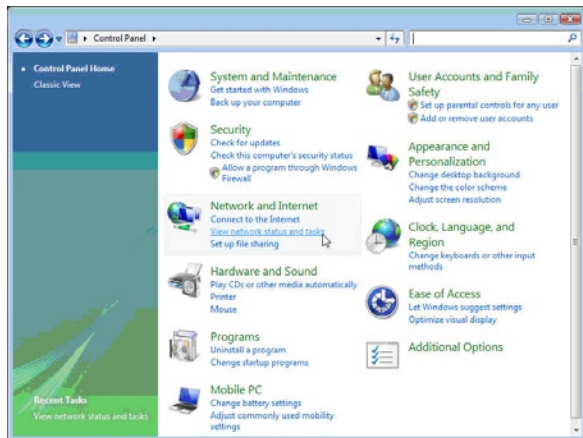 Control Panel
Control Panel Home
Classic View
System and Maintenance
Get started with Windows
Back up your computer
Security
Check for updates
Check this computer's security status
Allow a program through Windows
Firewall
Network and Internet
Connect to the Internet
View network status and tasks
Set up file sharing
Hardware and Sound
Play CDs or other media automatically
Printer
Mouse
Programs
Uninstall a program
Change startup programs
Mobile PC
Change battery settings
Adjust commonly used mobility
settings
User Accounts and Family
Safety
Set up parental controls for any user
Add or remove user accounts
Appearance and
Personalization
Change desktop background
Change the color scheme
Adjust screen resolution
Clock, Language, and
Region
Change keyboards or other input
methods
Ease of Access
Let Windows suggest settings
Optimize visual display
Additional Options
Recent Tasks
View network status and tasks